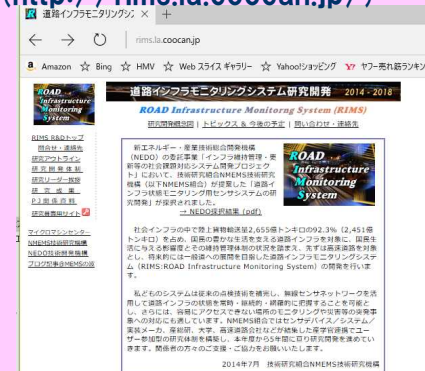 (http://rims.la.coocan.jp/)
道路インフラモニタリングシ
rims.la.coocan.jp
Amazon ☆ Bing ☆ HMV ☆ Web スライス ギャラリー ☆ Yahoo!ショッピング ヤフー売れ筋ランキン
ROAD
Infrastructure
Monitoring
System
道路インフラモニタリングシステム研究開発 2014 - 2018
ROAD Infrastructure Monitoring System (RIMS)
研究開発概念図 | トピックス & 今後の予定 | 問い合わせ・連絡先
RIMS R&Dトップ
問合せ・連絡先
研究アウトライン
研究開発体制
研究リーダー挨拶
研究成果
PJ関係資料
研究員専用サイト
マイクロマシンセンター
NMEMS技術研究機構
NEDO技術開発機構
ブログ記事@MEMSの波
新エネルギー・産業技術総合開発機構
（NEDO）の委託事業「インフラ維持管理・更
新等の社会課題対応システム開発プロジェク
ト」において、技術研究組合NMEMS技術研究
機構（以下NMEMS組合）が提案した「道路イ
ンフラ状態モニタリング用センサシステムの研
究開発」が採択されました。
→ NEDO採択結果 (pdf)
ROAD
Infrastructure
Monitoring
System
社会インフラの中で陸上貨物輸送量2,655億トンキロの92.3%（2,451億
トンキロ）を占め、国民の豊かな生活を支える道路インフラを対象に、国民生
活に与える影響度とその維持管理体制の状況を踏まえ、先ずは高速道路を対象
とし、将来的には一般道への展開を目指した道路インフラモニタリングシステ
ム（RIMS:ROAD Infrastructure Monitoring System）の開発を行いま
す。
私どものシステムは従来の点検技術を補完し、無線センサネットワークを活
用して道路インフラの状態を常時・継続的・網羅的に把握することを可能と
し、さらには、容易にアクセスできない場所のモニタリングや災害等の突発事
象への対応にも適しています。NMEMS組合ではセンサデバイス／システム／
実装メーカ、産総研、大学、高速道路会社などが結集した産学官連携でユー
ザー参加型の研究体制を構築し、本年度から5年間に亘り研究開発を進めてい
きます。関係者の方々のご支援・ご協力をお願いいたします。
2014年7月 技術研究組合NMEMS技術研究機構